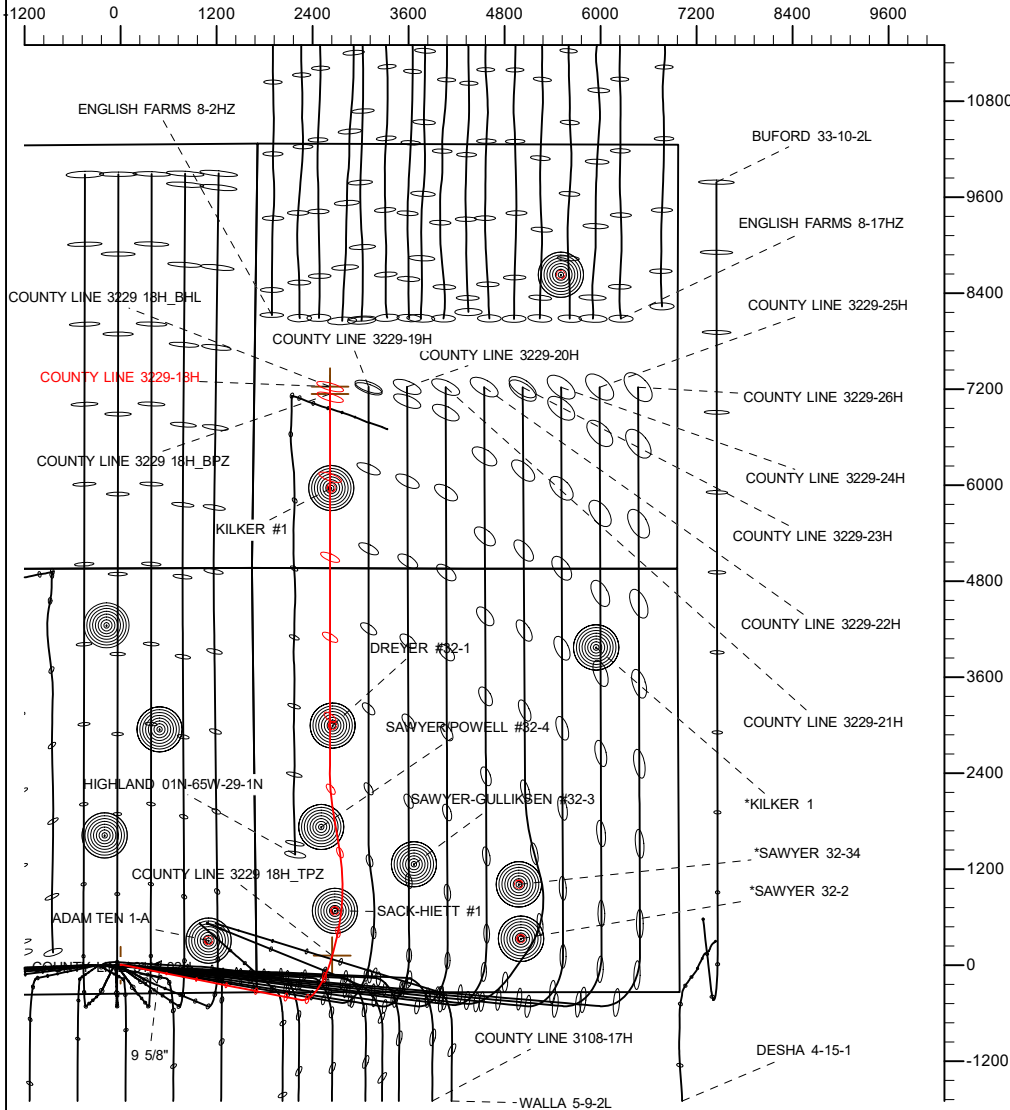 -1200 0 1200 2400 3600 4800 6000 7200 8400 9600
10800
ENGLISH FARMS 8-2HZ
BUFORD 33-10-2L
9600
ENGLISH FARMS 8-17HZ
8400
COUNTY LINE 3229 18H_BHL
COUNTY LINE 3229-25H
COUNTY LINE 3229-19H
COUNTY LINE 3229-20H
COUNTY LINE 3229-18H
7200
COUNTY LINE 3229-26H
COUNTY LINE 3229 18H_BPZ
COUNTY LINE 3229-24H
6000
KILKER #1
COUNTY LINE 3229-23H
4800
COUNTY LINE 3229-22H
DREYER #32-1
3600
COUNTY LINE 3229-21H
SAWYER/POWELL #32-4
2400
HIGHLAND 01N-65W-29-1N
SAWYER-GULLIKSEN #32-3
*KILKER 1
*SAWYER 32-34
1200
COUNTY LINE 3229 18H_TPZ
*SAWYER 32-2
ADAM TEN 1-A
SACK-HIETT #1
0
9 5/8"
COUNTY LINE 3108-17H
DESHA 4-15-1
-1200
WALLA 5-9-2L